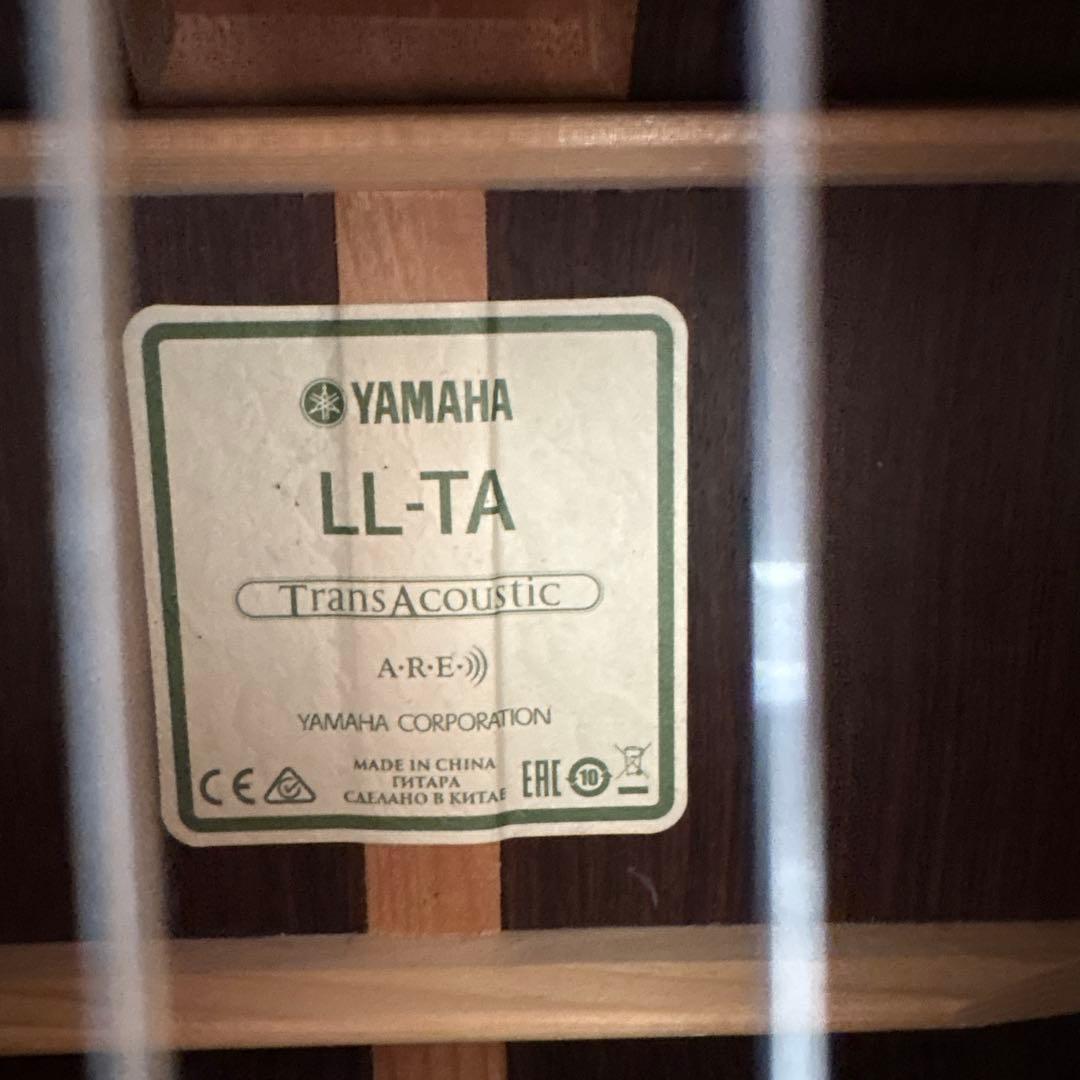 YAMAHA
LL-TA
TransAcoustic
A·R·E·)))
YAMAHA CORPORATION
MADE IN CHINA
ГИТАРА
СДЕЛАНО В КИТАЕ
CE
EAC
10